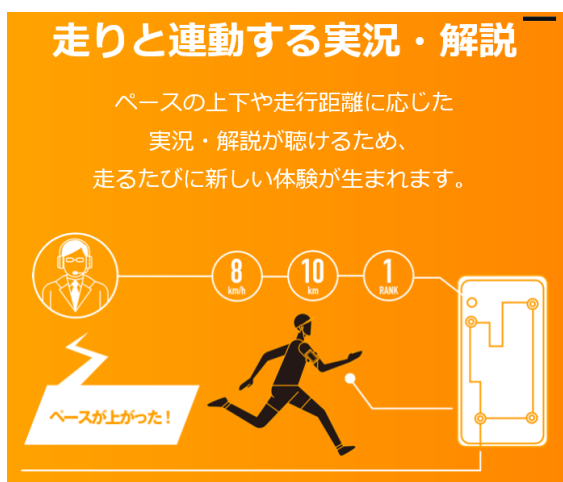 走りと連動する実況・解説
ペースの上下や走行距離に応じた
実況・解説が聴けるため、
走るたびに新しい体験が生まれます。
8
km/h
10
km
1
RANK
ペースが上がった！